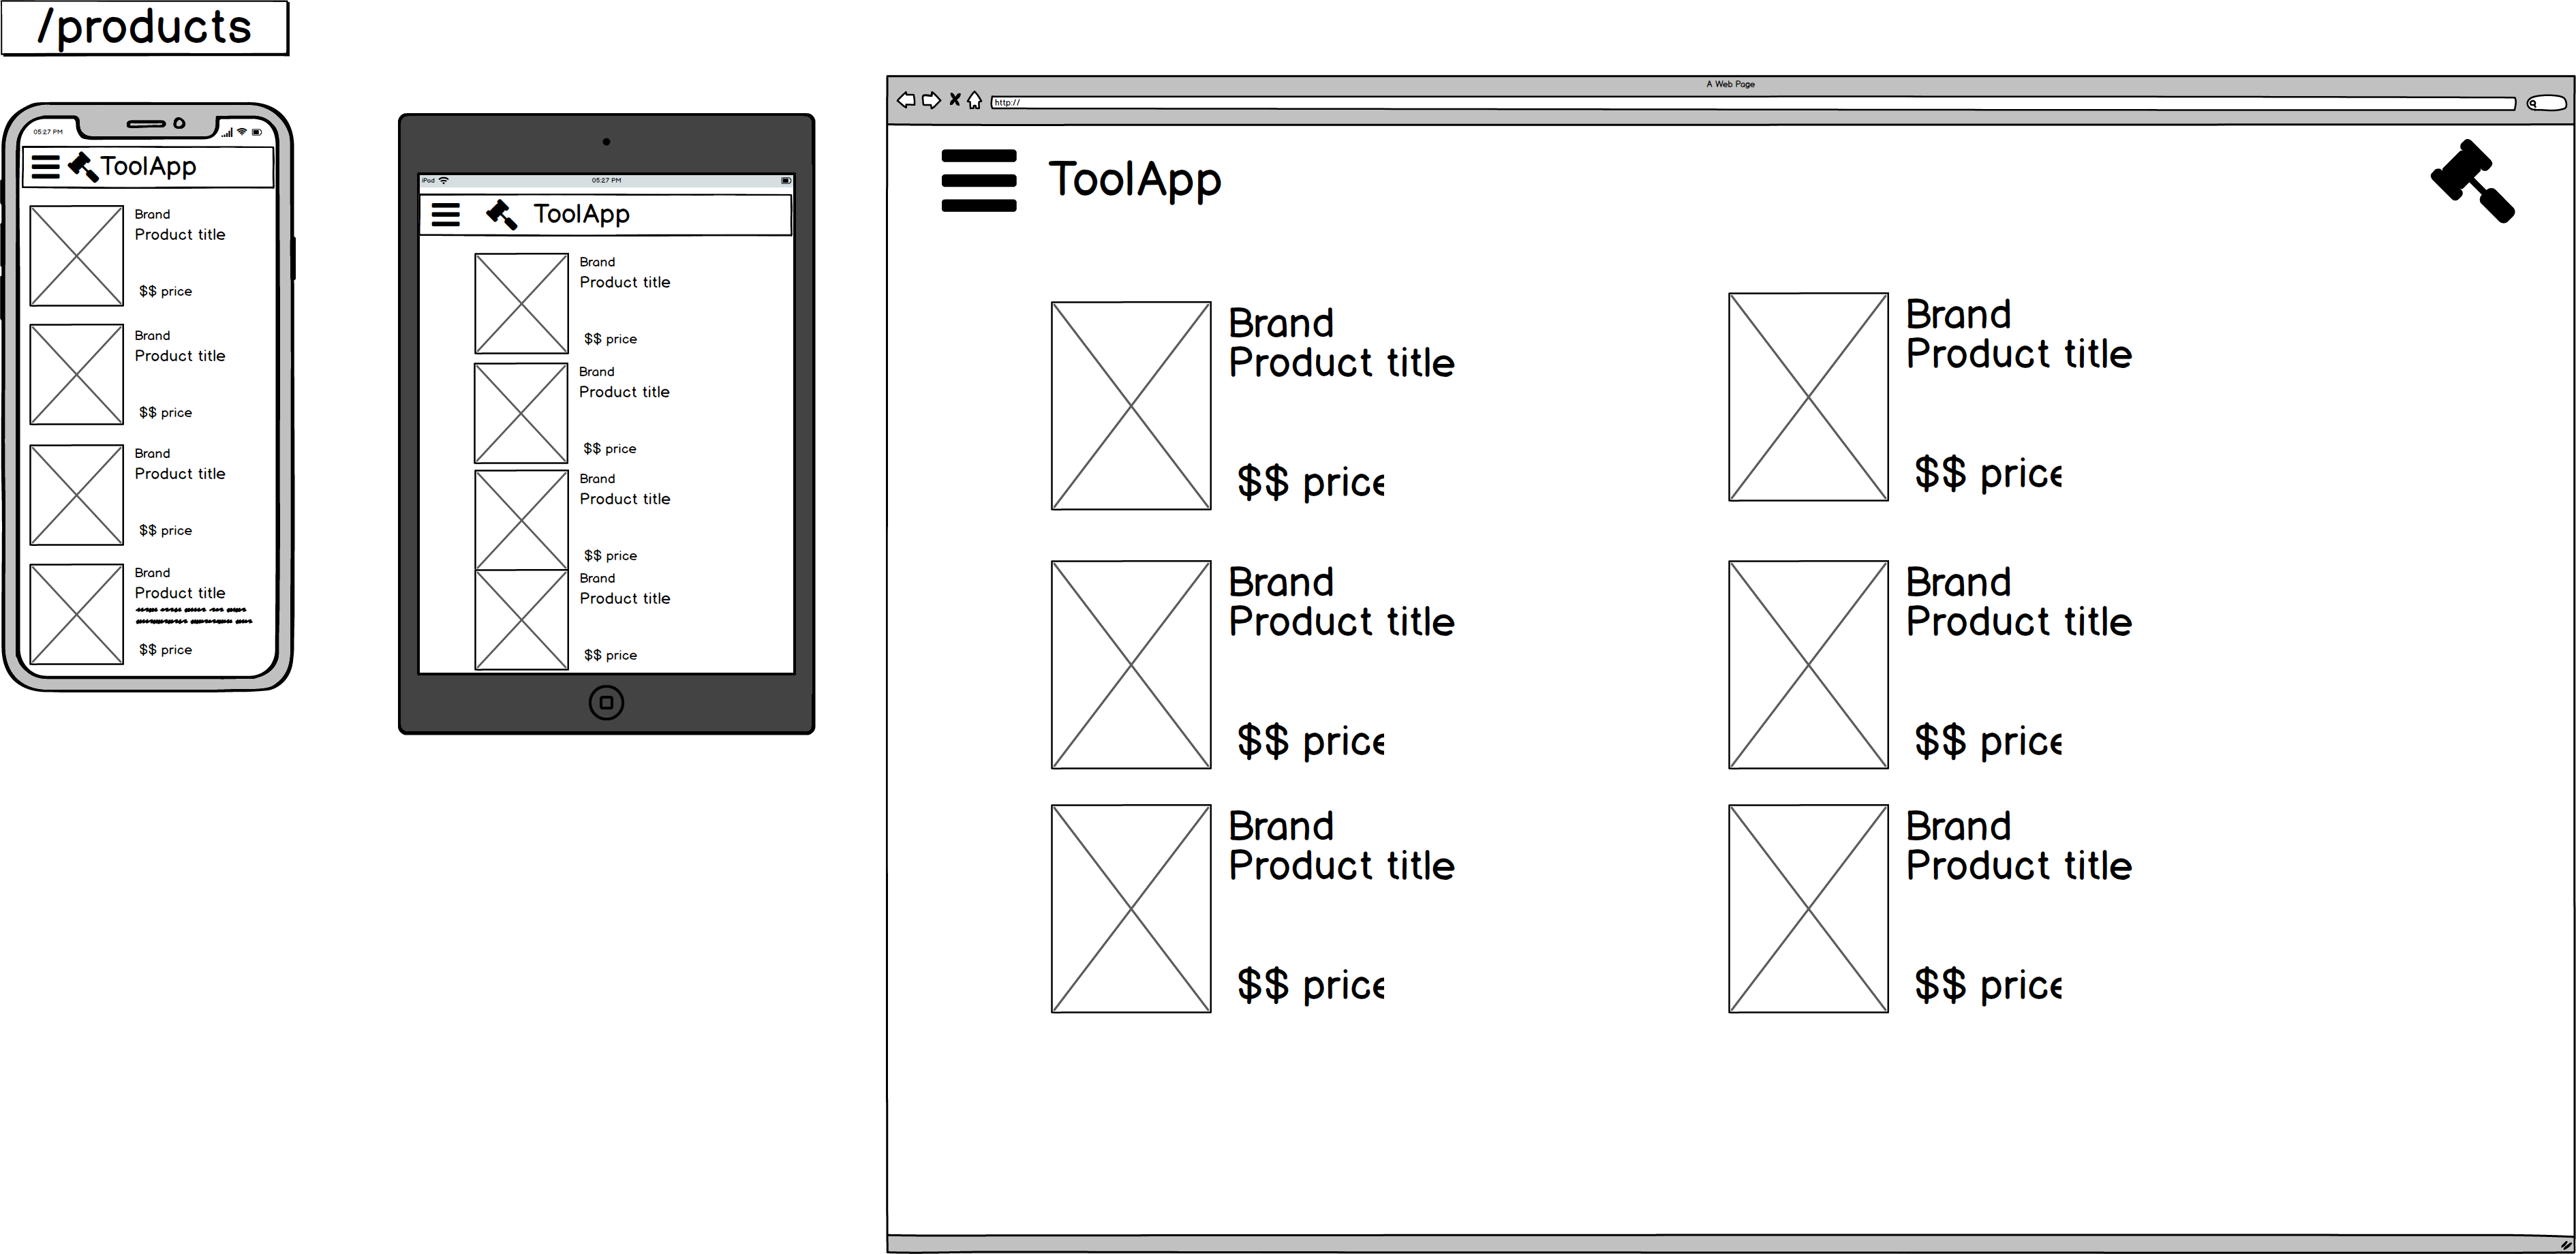 /products
05:27 PM
ToolApp
Brand
Product title
$$ price
Brand
Product title
$$ price
Brand
Product title
$$ price
Brand
Product title
$$ price
iPad
05:27 PM
ToolApp
Brand
Product title
$$ price
Brand
Product title
$$ price
Brand
Product title
$$ price
Brand
Product title
$$ price
A Web Page
http://
ToolApp
Brand
Product title
$$ price
Brand
Product title
$$ price
Brand
Product title
$$ price
Brand
Product title
$$ price
Brand
Product title
$$ price
Brand
Product title
$$ price